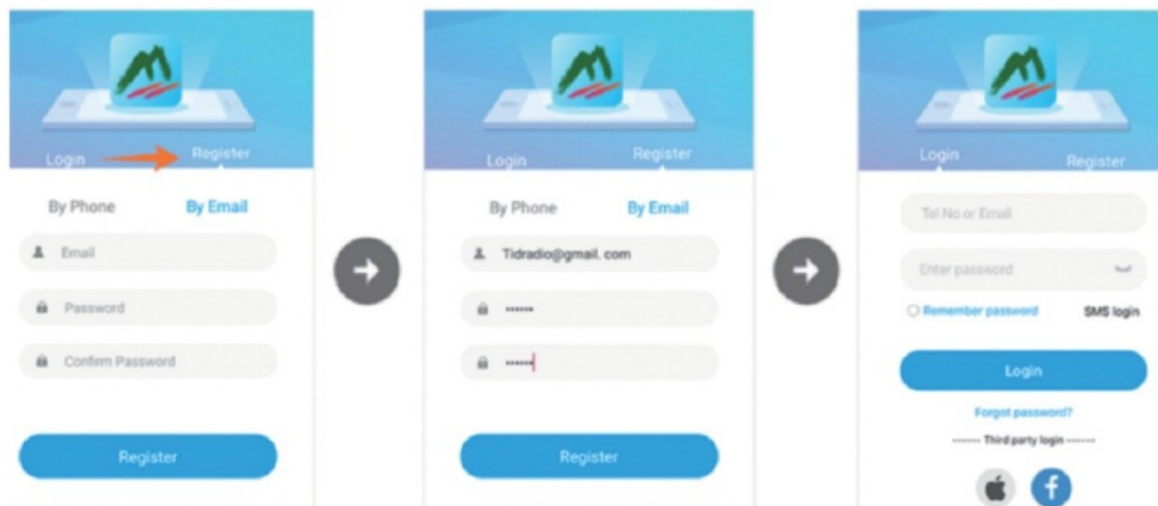 Login Register
By Phone By Email
Email
Password
Confirm Password
Register
Login Register
By Phone By Email
Tidradio@gmail. com
••••••
••••••
Register
Login Register
Tel No or Email
Enter password
Remember password SMS login
Login
Forgot password?
------ Third party login ------
f